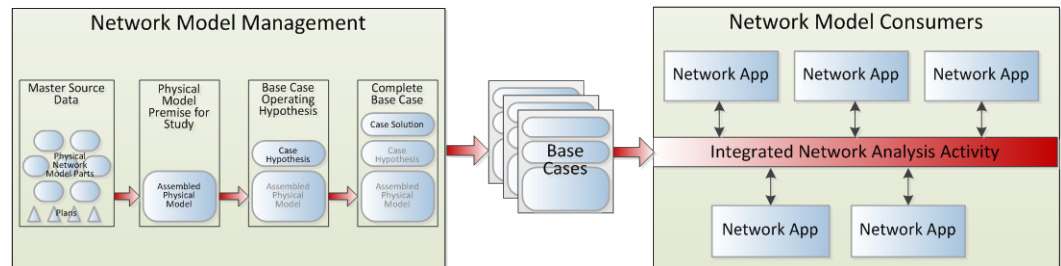 Network Model Management
Master Source
Data
Physical
Network
Model Parts
Plans
Physical
Model
Premise for
Study
Assembled
Physical
Model
Base Case
Operating
Hypothesis
Case
Hypothesis
Assembled
Physical
Model
Complete
Base Case
Case Solution
Case
Hypothesis
Assembled
Physical
Model
Base
Cases
Network Model Consumers
Network App
Network App
Network App
Integrated Network Analysis Activity
Network App
Network App